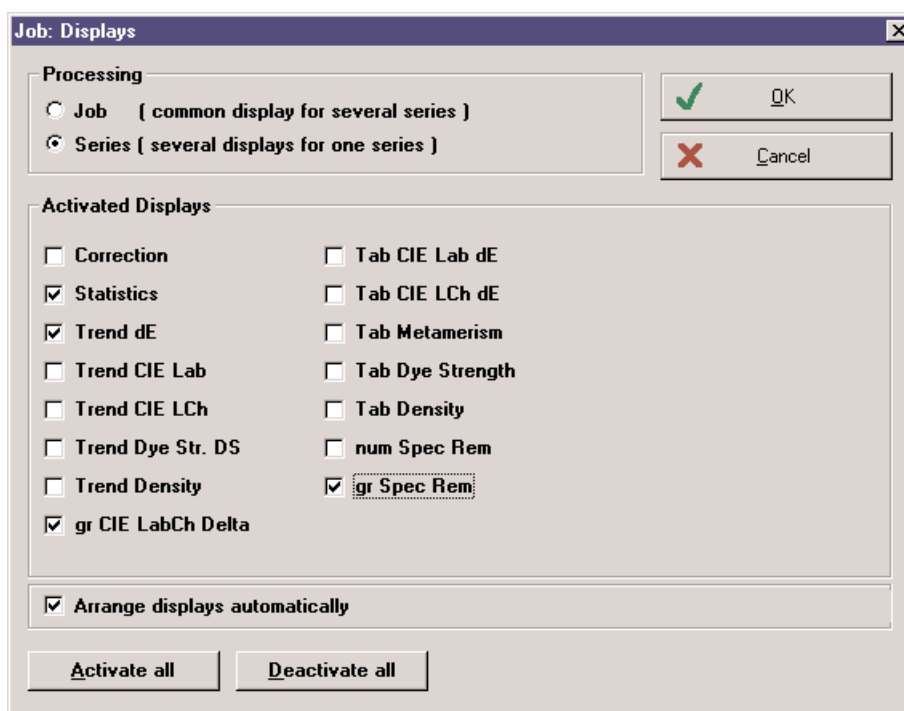 Job: Displays
Processing
Job ( common display for several series )
Series ( several displays for one series )
OK
Cancel
Activated Displays
Correction
Statistics
Trend dE
Trend CIE Lab
Trend CIE LCh
Trend Dye Str. DS
Trend Density
gr CIE LabCh Delta
Tab CIE Lab dE
Tab CIE LCh dE
Tab Metamerism
Tab Dye Strength
Tab Density
num Spec Rem
gr Spec Rem
Arrange displays automatically
Activate all
Deactivate all